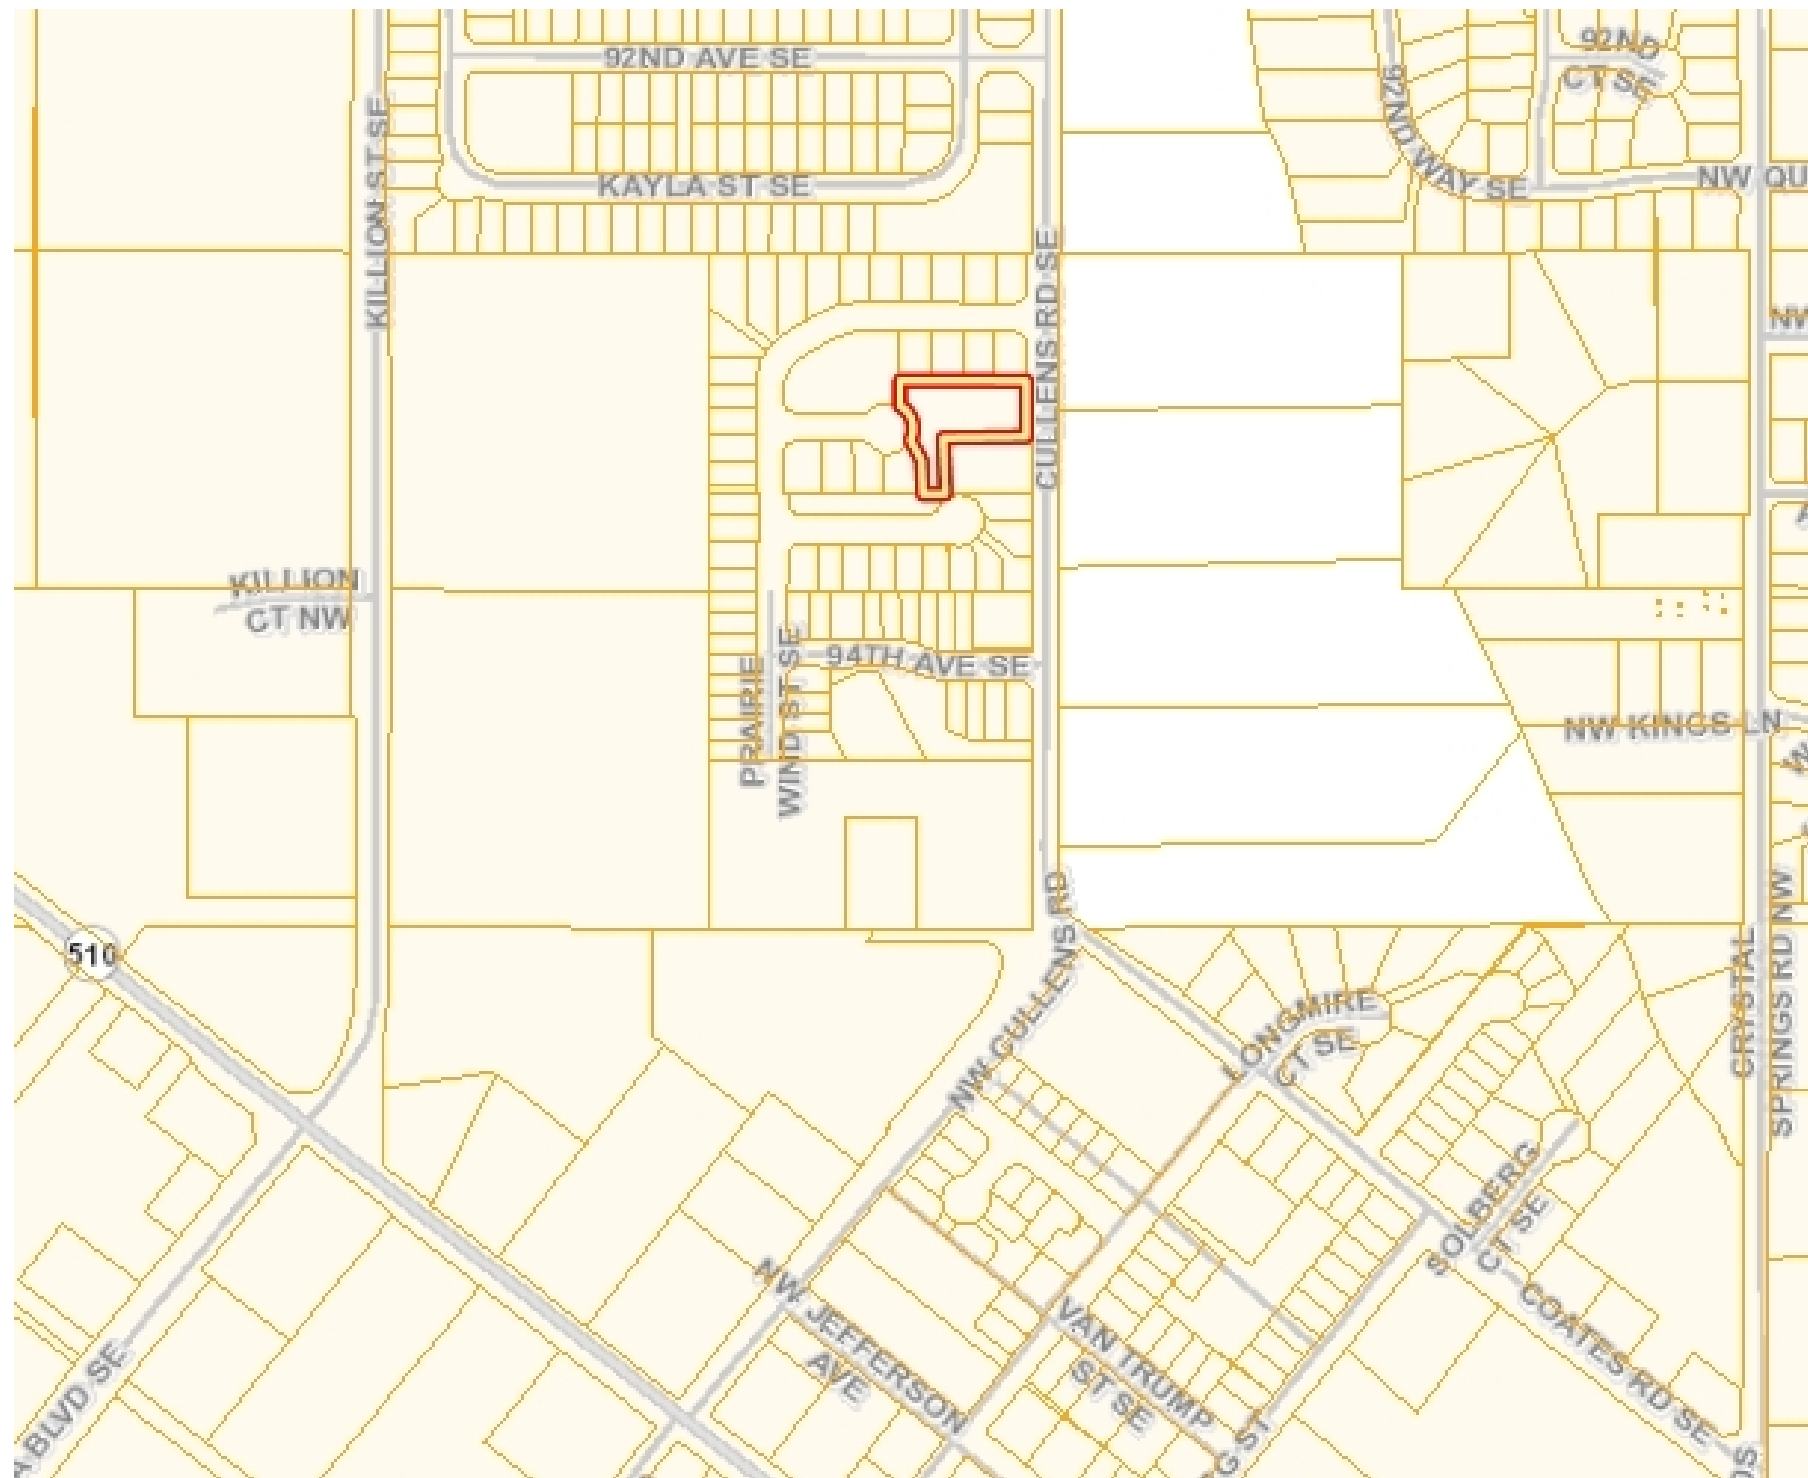 92ND AVE SE
92ND
CT SE
KILLION ST SE
92ND WAY SE
KAYLA ST SE
NW QU
CULLENS RD SE
NW
KILLION
CT NW
94TH AVE SE
PRAIRIE
WIND ST SE
NW KINGS LN
510
NW CULLENS RD
CRYSTAL
SPRINGS RD NW
LONGMIRE
CT SE
SOLBERG
CT SE
NW JEFFERSON
AVE
VAN TRUMP
ST SE
COATES RD SE
BLVD SE
G ST